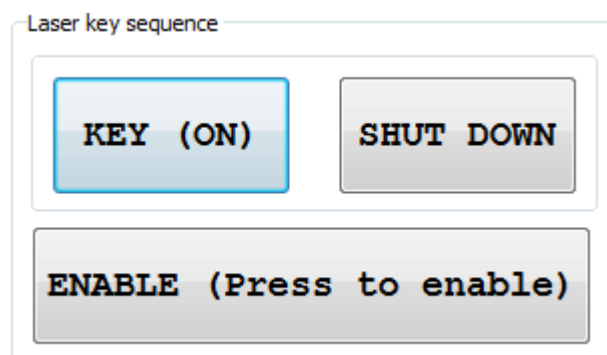 Laser key sequence
KEY (ON)
SHUT DOWN
ENABLE (Press to enable)